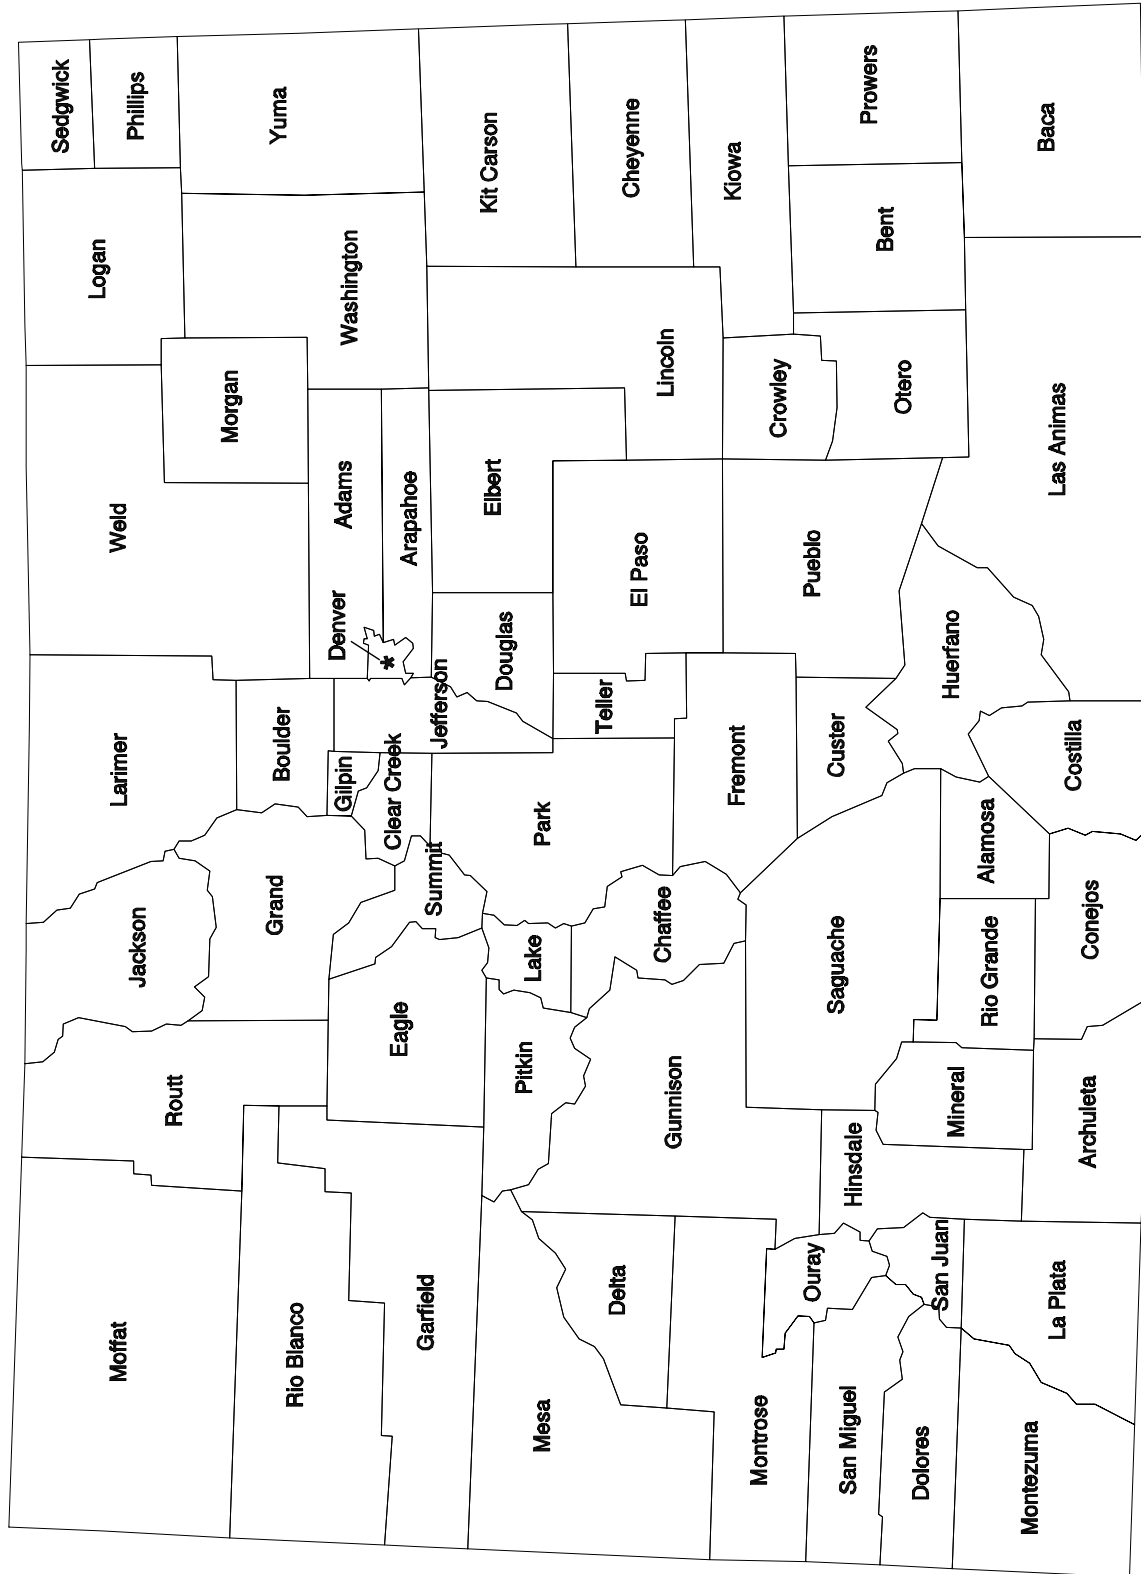 Moffat
Routt
Jackson
Larimer
Weld
Logan
Sedgwick
Phillips
Rio Blanco
Grand
Boulder
Morgan
Washington
Yuma
Garfield
Eagle
Summit
Gilpin
Clear Creek
Jefferson
Denver
*
Adams
Arapahoe
Mesa
Pitkin
Lake
Park
Douglas
Elbert
Lincoln
Kit Carson
Delta
Gunnison
Chaffee
Teller
El Paso
Cheyenne
Montrose
Ouray
Fremont
Pueblo
Crowley
Kiowa
San Miguel
Hinsdale
Saguache
Custer
Otero
Bent
Prowers
Dolores
San Juan
Mineral
Rio Grande
Alamosa
Huerfano
Montezuma
La Plata
Archuleta
Conejos
Costilla
Las Animas
Baca